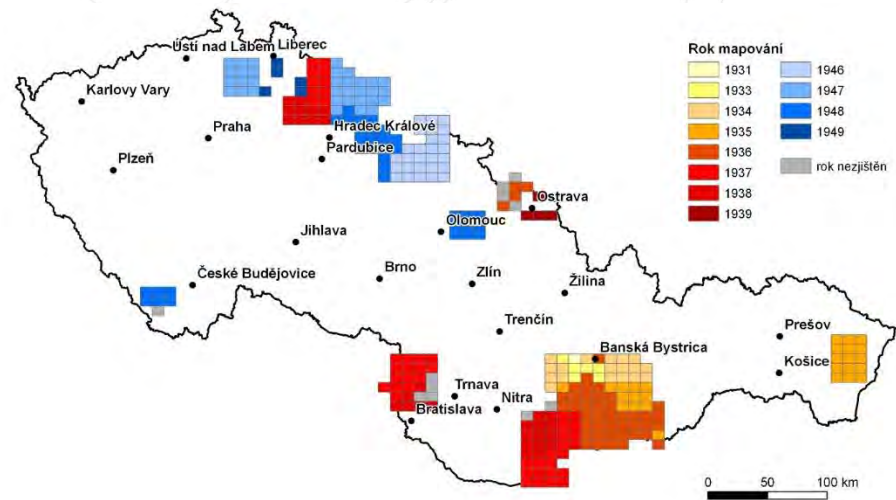 Ústí nad Labem
Liberec
Karlovy Vary
Praha
Hradec Králové
Plzeň
Pardubice
Ostrava
Olomouc
Jihlava
České Budějovice
Brno
Zlín
Žilina
Trenčín
Prešov
Banská Bystrica
Košice
Trnava
Nitra
Bratislava
Rok mapování
1931
1933
1934
1935
1936
1937
1938
1939
1946
1947
1948
1949
rok nezjištěn
0 50 100 km